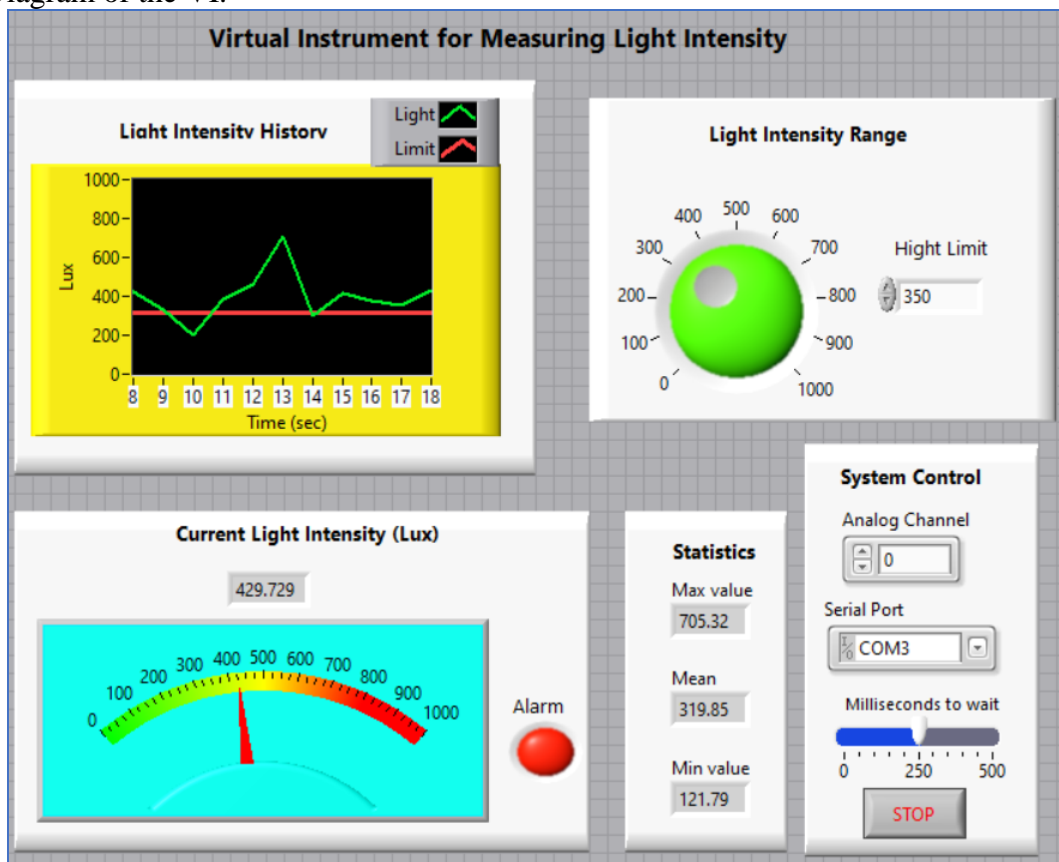 diagram of the VI.
Virtual Instrument for Measuring Light Intensity
Light Intensity History
Light
Limit
1000
800
600
400
200
0
Lux
8 9 10 11 12 13 14 15 16 17 18
Time (sec)
Light Intensity Range
0 100 200 300 400 500 600 700 800 900 1000
Hight Limit
350
Current Light Intensity (Lux)
429.729
0 100 200 300 400 500 600 700 800 900 1000
Alarm
Statistics
Max value
705.32
Mean
319.85
Min value
121.79
System Control
Analog Channel
0
Serial Port
I/O COM3
Milliseconds to wait
0 250 500
STOP